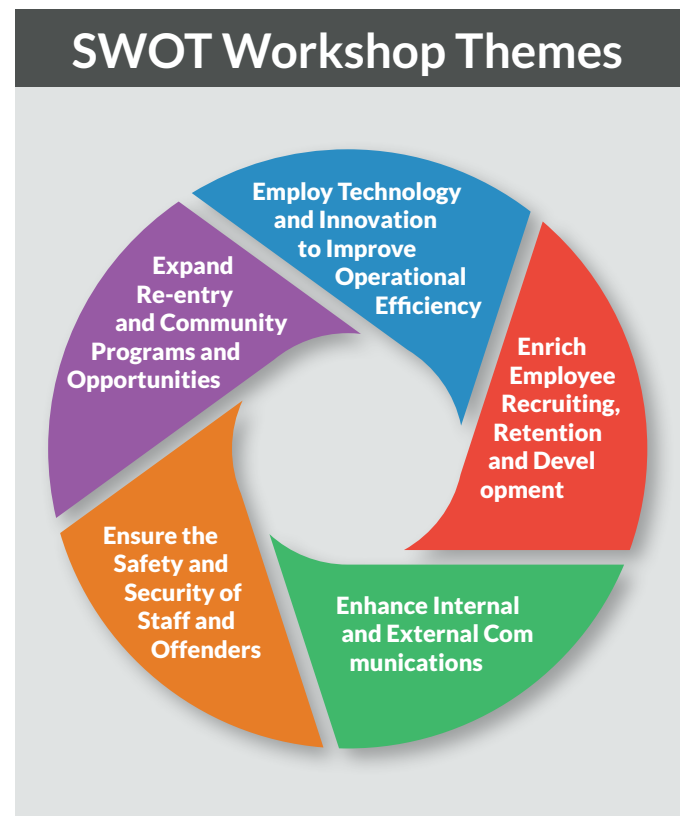 SWOT Workshop Themes
Employ Technology
and Innovation
to Improve
Operational
Efficiency
Enrich
Employee
Recruiting,
Retention
and Devel
opment
Enhance Internal
and External Com
munications
Ensure the
Safety and
Security of
Staff and
Offenders
Expand
Re-entry
and Community
Programs and
Opportunities